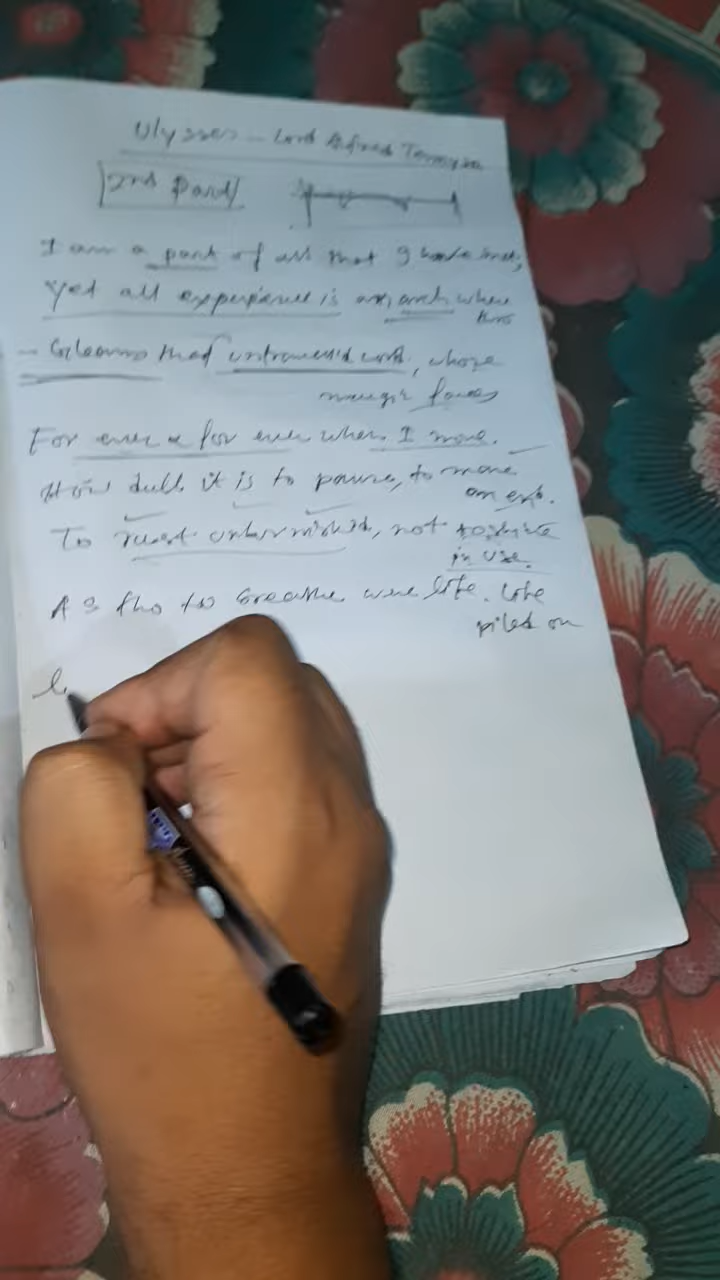 Ulysses - Lord Alfred Tennyson
2nd Part
I am a part of all that I have met;
Yet all experience is an arch where
thro
- Gleams that untravell'd world, whose
margin fades
For ever & for ever when I move.
How dull it is to pause, to make
an end.
To rust unburnished, not to shine
in use.
As tho to breathe were life. Life
piled on